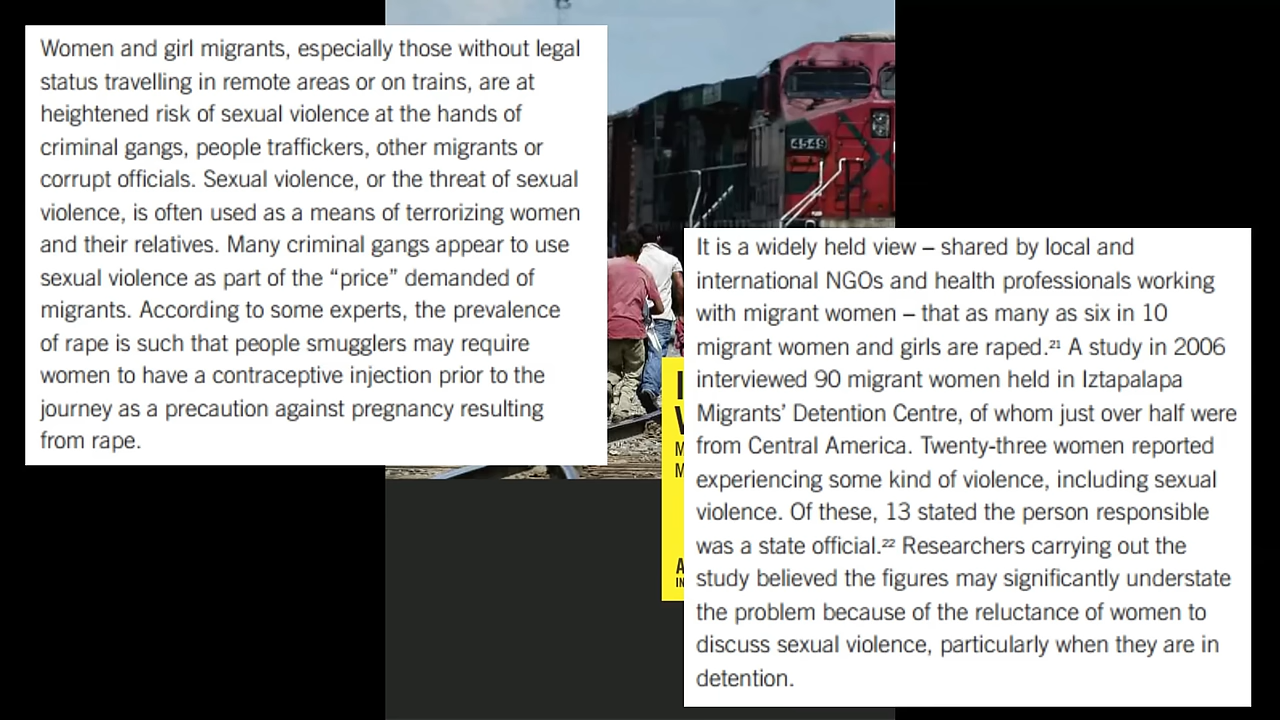 Women and girl migrants, especially those without legal
status travelling in remote areas or on trains, are at
heightened risk of sexual violence at the hands of
criminal gangs, people traffickers, other migrants or
corrupt officials. Sexual violence, or the threat of sexual
violence, is often used as a means of terrorizing women
and their relatives. Many criminal gangs appear to use
sexual violence as part of the “price” demanded of
migrants. According to some experts, the prevalence
of rape is such that people smugglers may require
women to have a contraceptive injection prior to the
journey as a precaution against pregnancy resulting
from rape.
4549
It is a widely held view – shared by local and
international NGOs and health professionals working
with migrant women – that as many as six in 10
migrant women and girls are raped.²¹ A study in 2006
interviewed 90 migrant women held in Iztapalapa
Migrants’ Detention Centre, of whom just over half were
from Central America. Twenty-three women reported
experiencing some kind of violence, including sexual
violence. Of these, 13 stated the person responsible
was a state official.²² Researchers carrying out the
study believed the figures may significantly understate
the problem because of the reluctance of women to
discuss sexual violence, particularly when they are in
detention.